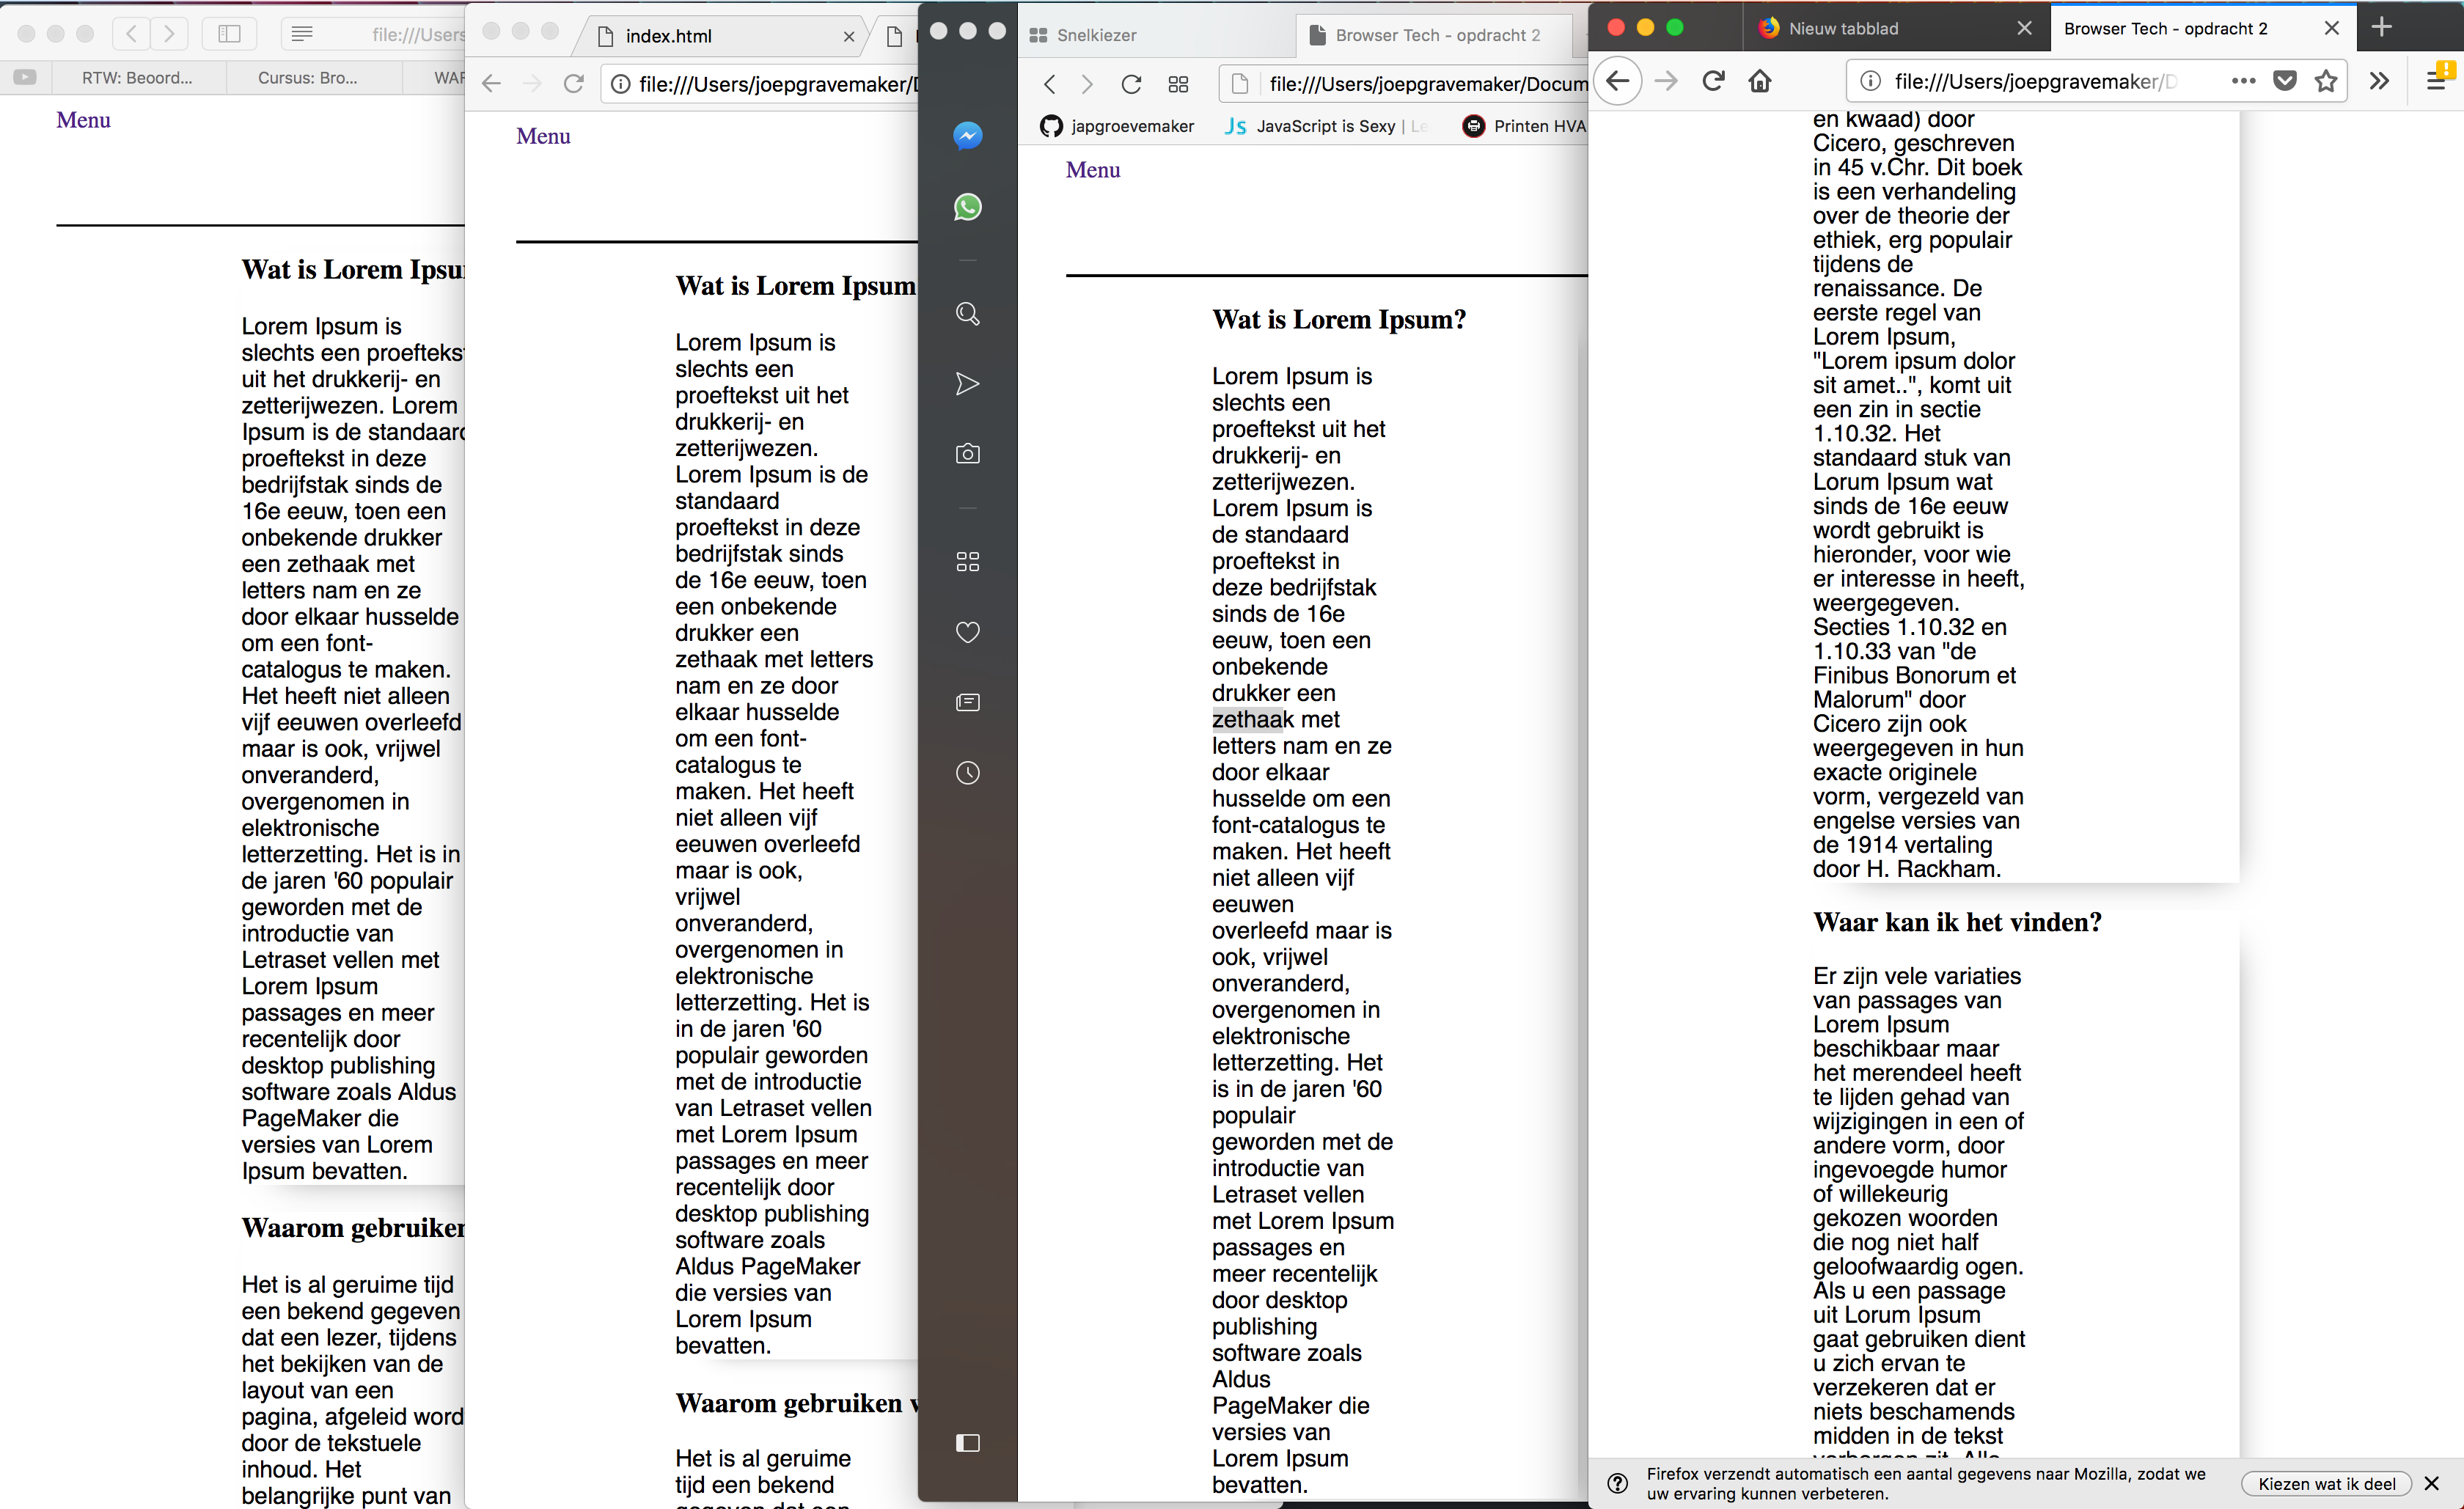 file:///Users
RTW: Beoord...
Cursus: Bro...
WAF
Menu
Wat is Lorem Ipsu
Lorem Ipsum is
slechts een proeftekst
uit het drukkerij- en
zetterijwezen. Lorem
Ipsum is de standaard
proeftekst in deze
bedrijfstak sinds de
16e eeuw, toen een
onbekende drukker
een zethaak met
letters nam en ze
door elkaar husselde
om een font-
catalogus te maken.
Het heeft niet alleen
vijf eeuwen overleefd
maar is ook, vrijwel
onveranderd,
overgenomen in
elektronische
letterzetting. Het is in
de jaren '60 populair
geworden met de
introductie van
Letraset vellen met
Lorem Ipsum
passages en meer
recentelijk door
desktop publishing
software zoals Aldus
PageMaker die
versies van Lorem
Ipsum bevatten.
Waarom gebruiken
Het is al geruime tijd
een bekend gegeven
dat een lezer, tijdens
het bekijken van de
layout van een
pagina, afgeleid word
door de tekstuele
inhoud. Het
belangrijke punt van
index.html
file:///Users/joepgravemaker/D
Menu
Wat is Lorem Ipsum
Lorem Ipsum is
slechts een
proeftekst uit het
drukkerij- en
zetterijwezen.
Lorem Ipsum is de
standaard
proeftekst in deze
bedrijfstak sinds
de 16e eeuw, toen
een onbekende
drukker een
zethaak met letters
nam en ze door
elkaar husselde
om een font-
catalogus te
maken. Het heeft
niet alleen vijf
eeuwen overleefd
maar is ook,
vrijwel
onveranderd,
overgenomen in
elektronische
letterzetting. Het is
in de jaren '60
populair geworden
met de introductie
van Letraset vellen
met Lorem Ipsum
passages en meer
recentelijk door
desktop publishing
software zoals
Aldus PageMaker
die versies van
Lorem Ipsum
bevatten.
Waarom gebruiken
Het is al geruime
tijd een bekend
gegeven dat een
Snelkiezer
Browser Tech - opdracht 2
file:///Users/joepgravemaker/Docum
japgroevemaker
JS JavaScript is Sexy | Le
Printen HVA
Menu
Wat is Lorem Ipsum?
Lorem Ipsum is
slechts een
proeftekst uit het
drukkerij- en
zetterijwezen.
Lorem Ipsum is
de standaard
proeftekst in
deze bedrijfstak
sinds de 16e
eeuw, toen een
onbekende
drukker een
zethaak met
letters nam en ze
door elkaar
husselde om een
font-catalogus te
maken. Het heeft
niet alleen vijf
eeuwen
overleefd maar is
ook, vrijwel
onveranderd,
overgenomen in
elektronische
letterzetting. Het
is in de jaren '60
populair
geworden met de
introductie van
Letraset vellen
met Lorem Ipsum
passages en
meer recentelijk
door desktop
publishing
software zoals
Aldus
PageMaker die
versies van
Lorem Ipsum
bevatten.
Nieuw tabblad
Browser Tech - opdracht 2
file:///Users/joepgravemaker/D
en kwaad) door
Cicero, geschreven
in 45 v.Chr. Dit boek
is een verhandeling
over de theorie der
ethiek, erg populair
tijdens de
renaissance. De
eerste regel van
Lorem Ipsum,
"Lorem ipsum dolor
sit amet..", komt uit
een zin in sectie
1.10.32. Het
standaard stuk van
Lorum Ipsum wat
sinds de 16e eeuw
wordt gebruikt is
hieronder, voor wie
er interesse in heeft,
weergegeven.
Secties 1.10.32 en
1.10.33 van "de
Finibus Bonorum et
Malorum" door
Cicero zijn ook
weergegeven in hun
exacte originele
vorm, vergezeld van
engelse versies van
de 1914 vertaling
door H. Rackham.
Waar kan ik het vinden?
Er zijn vele variaties
van passages van
Lorem Ipsum
beschikbaar maar
het merendeel heeft
te lijden gehad van
wijzigingen in een of
andere vorm, door
ingevoegde humor
of willekeurig
gekozen woorden
die nog niet half
geloofwaardig ogen.
Als u een passage
uit Lorum Ipsum
gaat gebruiken dient
u zich ervan te
verzekeren dat er
niets beschamends
midden in de tekst
verborgen zit. Alle
Firefox verzendt automatisch een aantal gegevens naar Mozilla, zodat we
uw ervaring kunnen verbeteren.
Kiezen wat ik deel